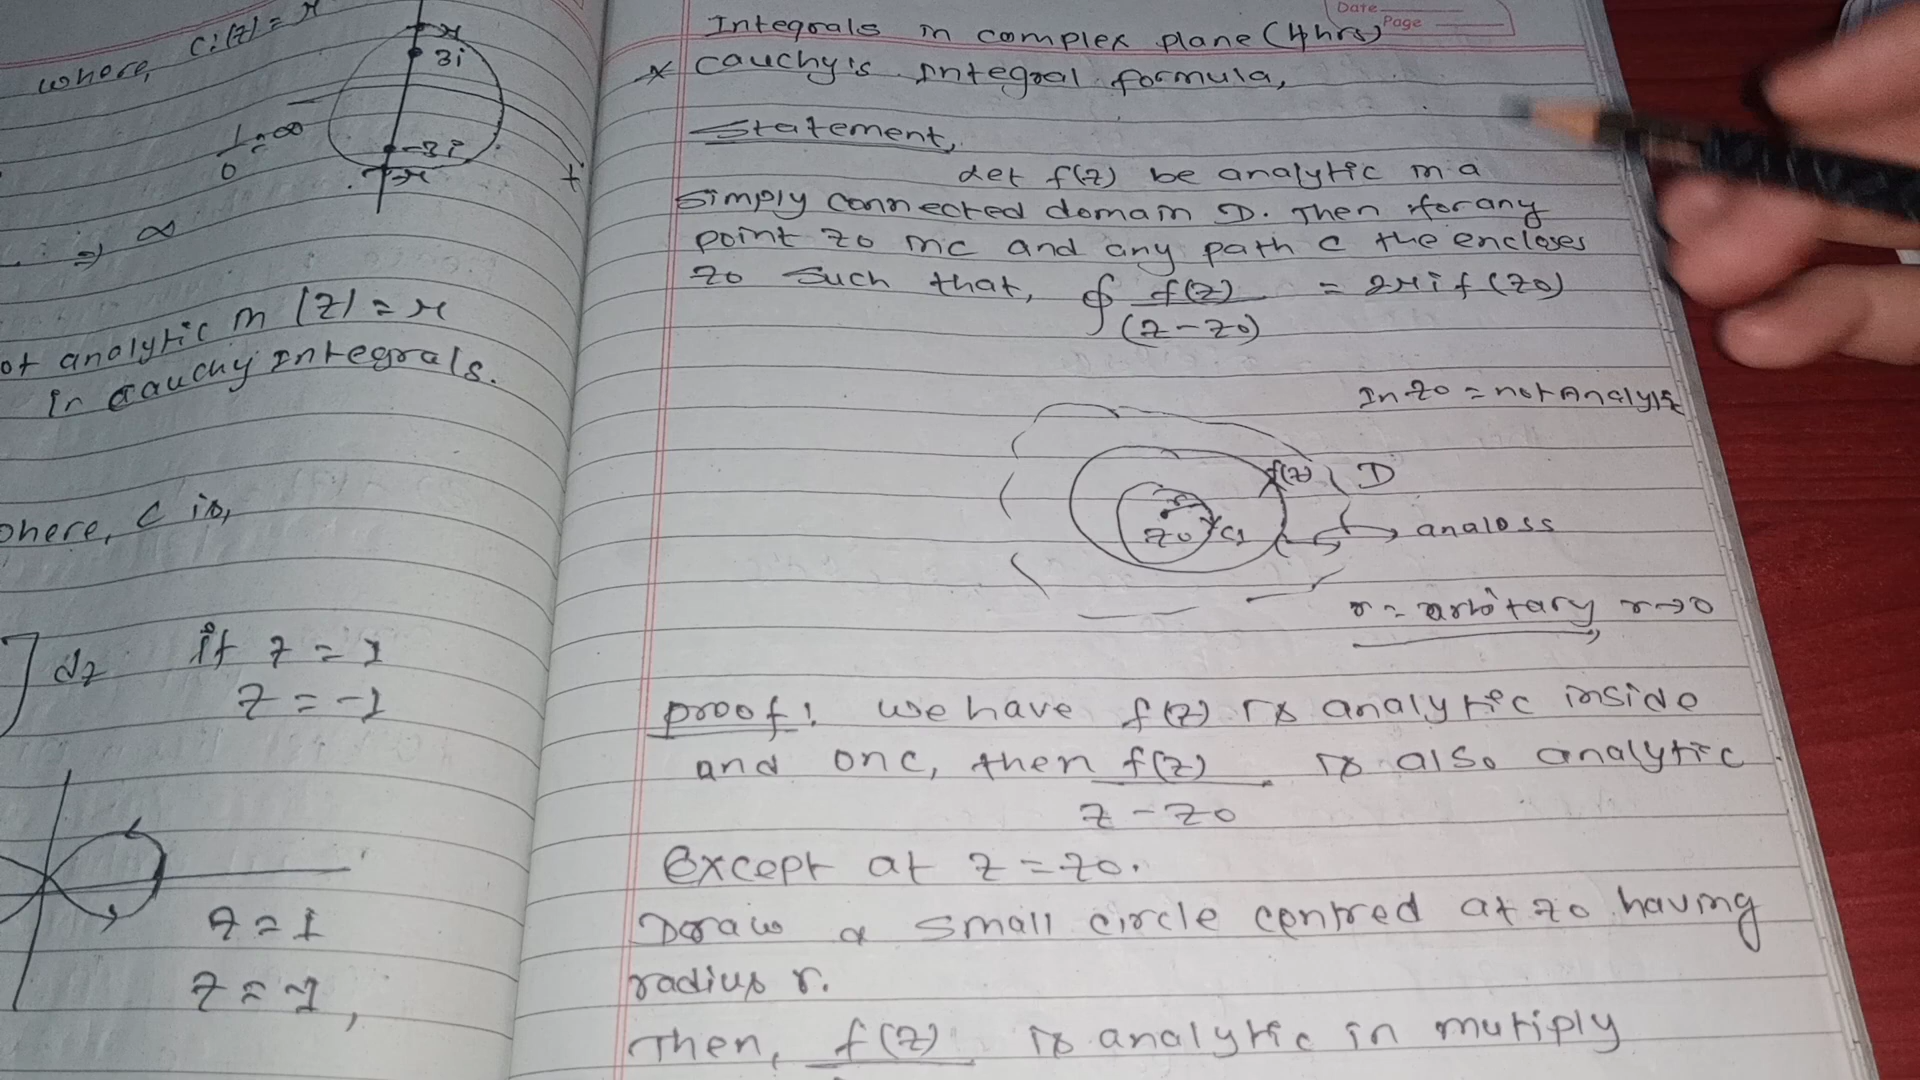 where, C:|z| = π
π
3i
1/0 = ∞
-3i
-π
⇒ ∞
ot analytic in |z| = π
in cauchy integrals.
where, C is,
] dz if z = 1
z = -1
z = 1
z = -1,
Date
Page
Integrals in complex plane (4hrs)
* Cauchy's Integral formula,
Statement,
Let f(z) be analytic in a
simply connected domain D. Then for any
point z0 in C and any path C the encloses
z0 such that, ∮ f(z)/(z-z0) = 2πi f(z0)
In z0 = not Analytic
f(z) D
z0 C1
r = arbitary r→0
proof: we have f(z) is analytic inside
and on C, then f(z)/z-z0 is also analytic
Except at z = z0.
Draw a small circle centred at z0 having
radius r.
Then, f(z) is analytic in mutiply